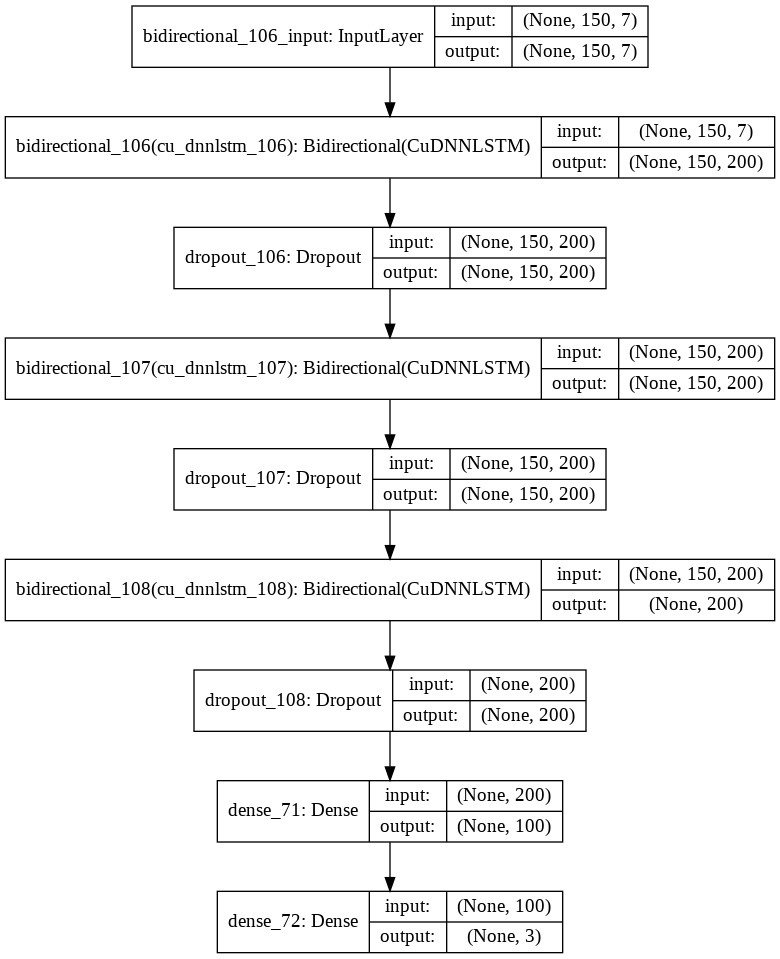 bidirectional_106_input: InputLayer
input: (None, 150, 7)
output: (None, 150, 7)
bidirectional_106(cu_dnnlstm_106): Bidirectional(CuDNNLSTM)
input: (None, 150, 7)
output: (None, 150, 200)
dropout_106: Dropout
input: (None, 150, 200)
output: (None, 150, 200)
bidirectional_107(cu_dnnlstm_107): Bidirectional(CuDNNLSTM)
input: (None, 150, 200)
output: (None, 150, 200)
dropout_107: Dropout
input: (None, 150, 200)
output: (None, 150, 200)
bidirectional_108(cu_dnnlstm_108): Bidirectional(CuDNNLSTM)
input: (None, 150, 200)
output: (None, 200)
dropout_108: Dropout
input: (None, 200)
output: (None, 200)
dense_71: Dense
input: (None, 200)
output: (None, 100)
dense_72: Dense
input: (None, 100)
output: (None, 3)